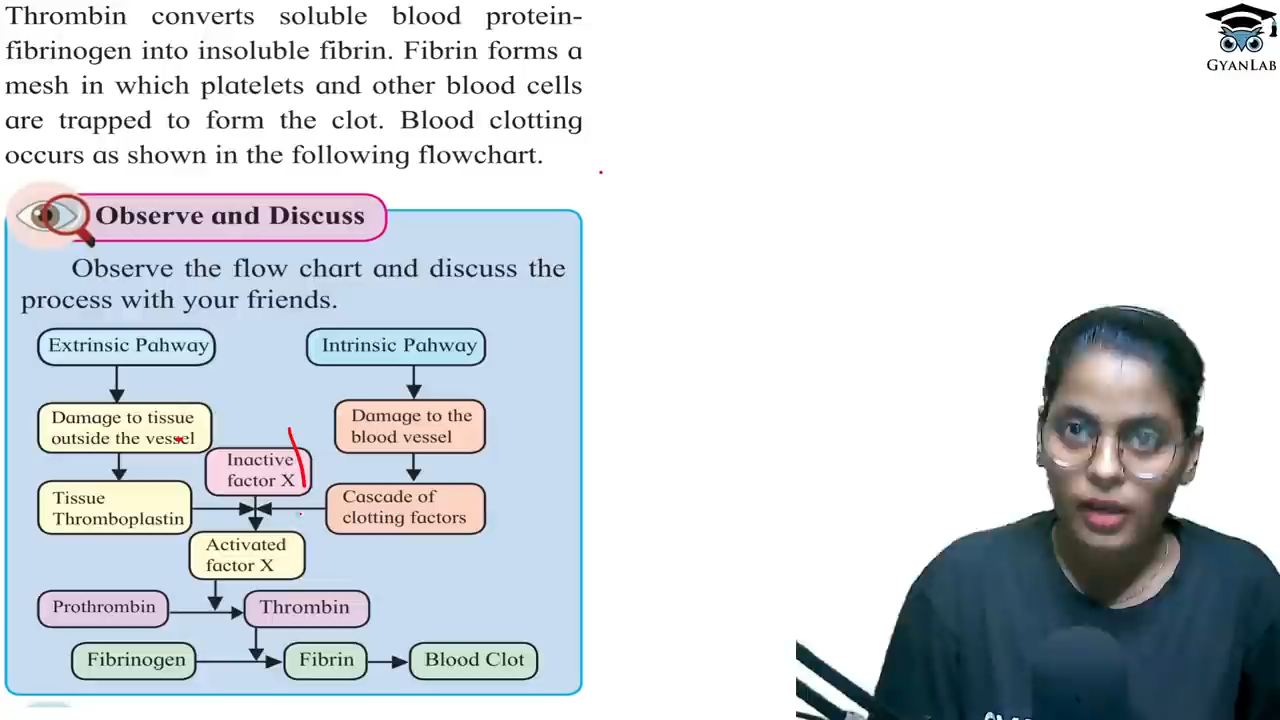 Thrombin converts soluble blood protein-
fibrinogen into insoluble fibrin. Fibrin forms a
mesh in which platelets and other blood cells
are trapped to form the clot. Blood clotting
occurs as shown in the following flowchart.
GYANLAB
Observe and Discuss
Observe the flow chart and discuss the
process with your friends.
Extrinsic Pahway
Intrinsic Pahway
Damage to tissue
outside the vessel
Damage to the
blood vessel
Inactive
factor X
Tissue
Thromboplastin
Cascade of
clotting factors
Activated
factor X
Prothrombin
Thrombin
Fibrinogen
Fibrin
Blood Clot